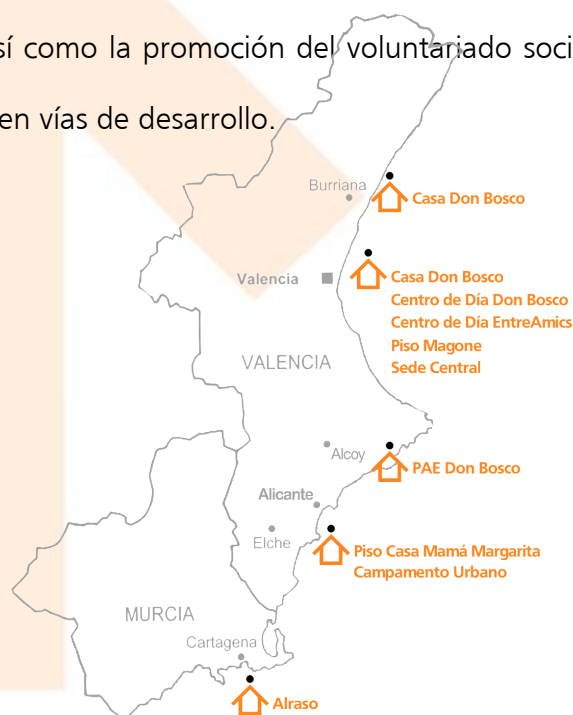 sí como la promoción del voluntariado soci
en vías de desarrollo.
Burriana
Casa Don Bosco
Valencia
Casa Don Bosco
Centro de Día Don Bosco
Centro de Día EntreAmics
Piso Magone
Sede Central
VALENCIA
Alcoy
PAE Don Bosco
Alicante
Elche
Piso Casa Mamá Margarita
Campamento Urbano
MURCIA
Cartagena
Alraso